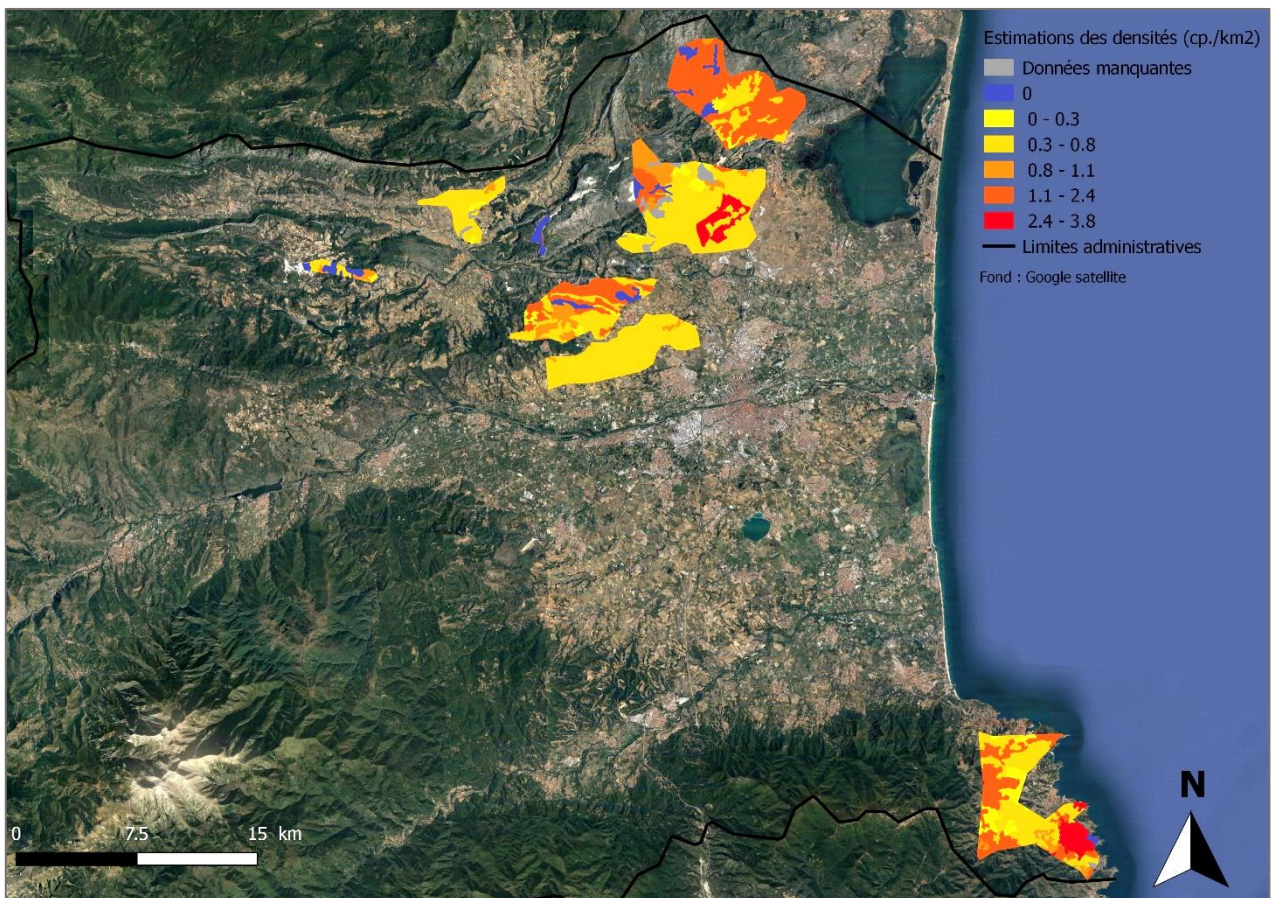 Estimations des densités (cp./km2)
Données manquantes
0
0 - 0.3
0.3 - 0.8
0.8 - 1.1
1.1 - 2.4
2.4 - 3.8
Limites administratives
Fond : Google satellite
N
0 7.5 15 km